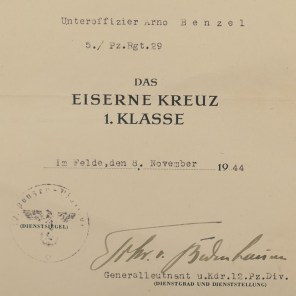 Unteroffizier Arno Benzel
5./ Pz.Rgt.29
DAS
EISERNE KREUZ
1. KLASSE
im Felde, den 8. November 1944
(DIENSTSIEGEL)
Frhr. v. Bodenhausen
Generalleutnant u.Kdr.12.Pz.Div.
(DIENSTGRAD UND DIENSTSTELLUNG)